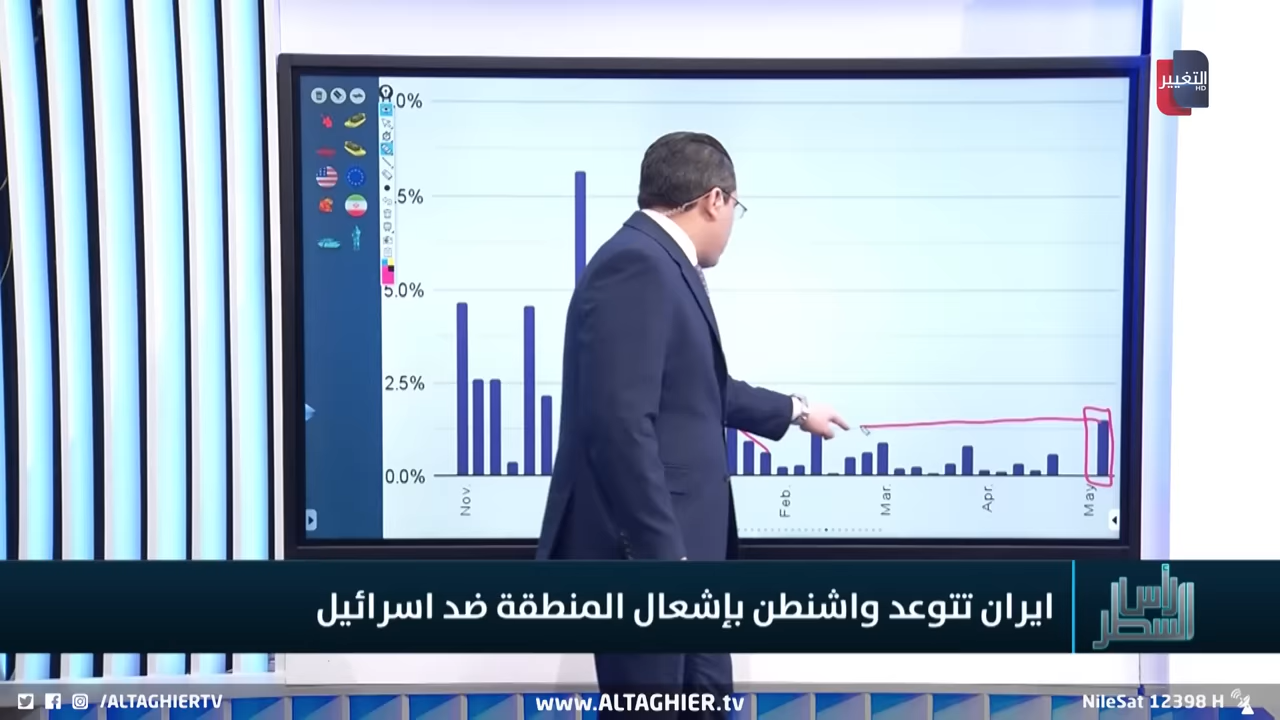 التغيير
HD
.0%
.5%
5.0%
2.5%
0.0%
Nov.
Feb.
Mar.
Apr.
May
ايران تتوعد واشنطن بإشعال المنطقة ضد اسرائيل
رأس
السطر
/ALTAGHIERTV
www.ALTAGHIER.tv
NileSat 12398 H